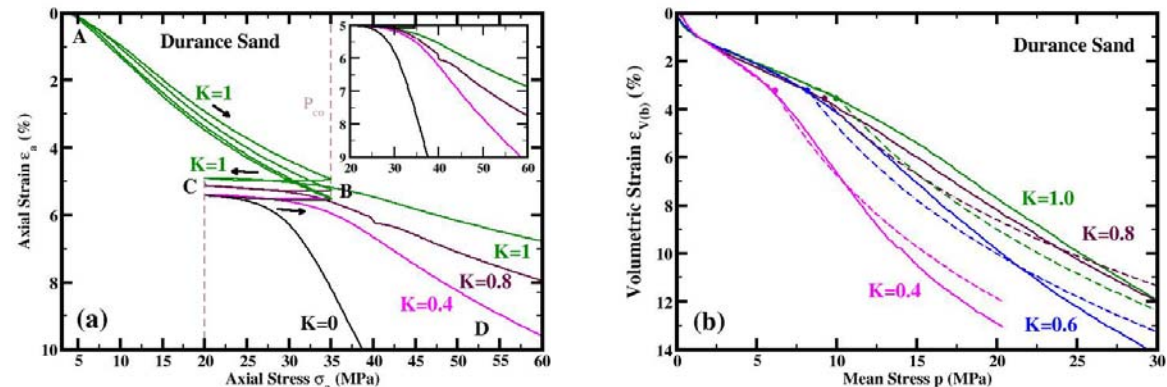 0
2
4
6
8
10
Axial Strain ε_a (%)
A
Durance Sand
K=1
P_co
K=1
C
B
K=1
K=0.8
K=0.4
K=0
D
(a)
5
6
7
8
9
20 30 40 50 60
5 10 15 20 25 30 35 40 45 50 55 60
Axial Stress σ_a (MPa)
0
2
4
6
8
10
12
14
Volumetric Strain ε_V(b) (%)
Durance Sand
K=1.0
K=0.8
K=0.4
K=0.6
(b)
0 5 10 15 20 25 30
Mean Stress p (MPa)